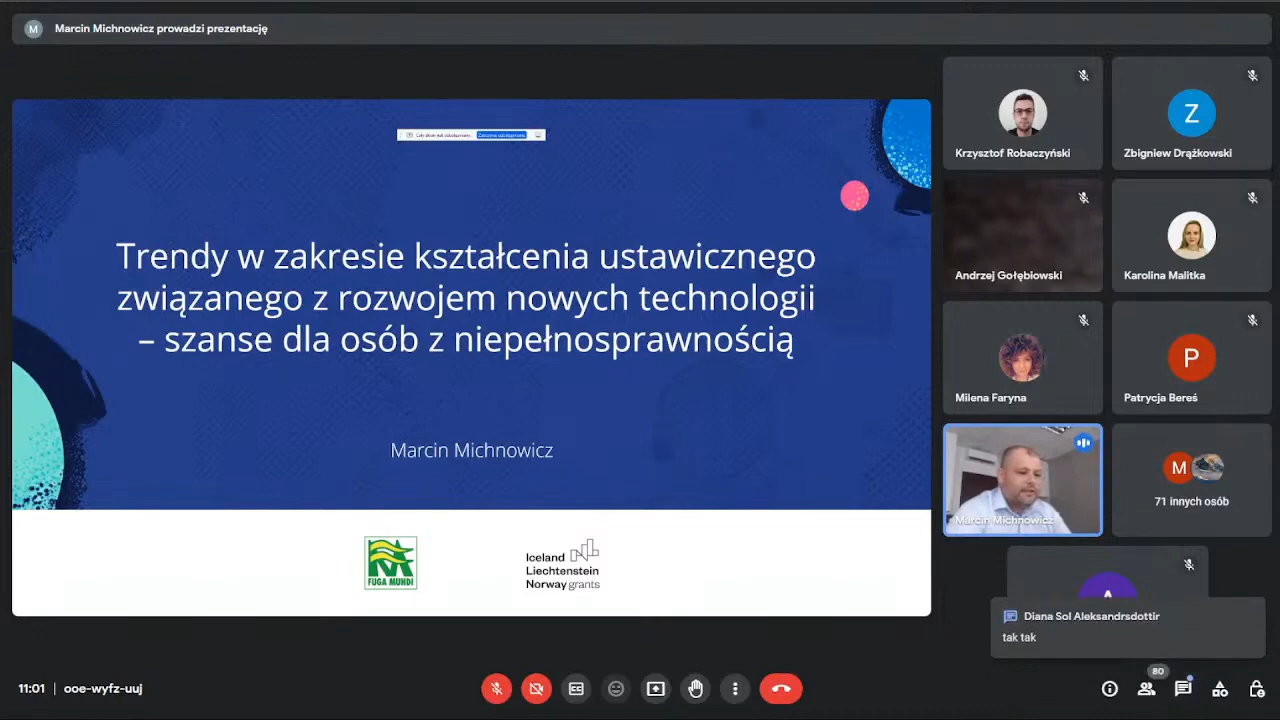 M Marcin Michnowicz prowadzi prezentację
Trendy w zakresie kształcenia ustawicznego
związanego z rozwojem nowych technologii
– szanse dla osób z niepełnosprawnością
Marcin Michnowicz
FUGA MUNDI
Iceland
Liechtenstein
Norway grants
Krzysztof Robaczyński
Z
Zbigniew Drążkowski
Andrzej Gołębiowski
Karolina Malitka
Milena Faryna
P
Patrycja Bereś
Marcin Michnowicz
M
71 innych osób
A
Diana Sol Aleksandrsdottir
tak tak
11:01 | ooe-wyfz-uuj
80